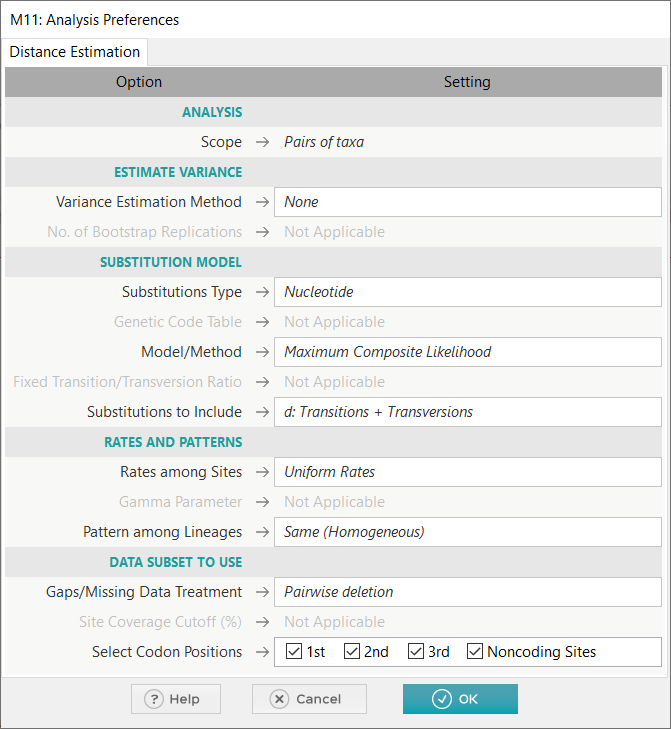 M11: Analysis Preferences
Distance Estimation
Option Setting
ANALYSIS
Scope → Pairs of taxa
ESTIMATE VARIANCE
Variance Estimation Method → None
No. of Bootstrap Replications → Not Applicable
SUBSTITUTION MODEL
Substitutions Type → Nucleotide
Genetic Code Table → Not Applicable
Model/Method → Maximum Composite Likelihood
Fixed Transition/Transversion Ratio → Not Applicable
Substitutions to Include → d: Transitions + Transversions
RATES AND PATTERNS
Rates among Sites → Uniform Rates
Gamma Parameter → Not Applicable
Pattern among Lineages → Same (Homogeneous)
DATA SUBSET TO USE
Gaps/Missing Data Treatment → Pairwise deletion
Site Coverage Cutoff (%) → Not Applicable
Select Codon Positions → 1st 2nd 3rd Noncoding Sites
? Help Cancel OK